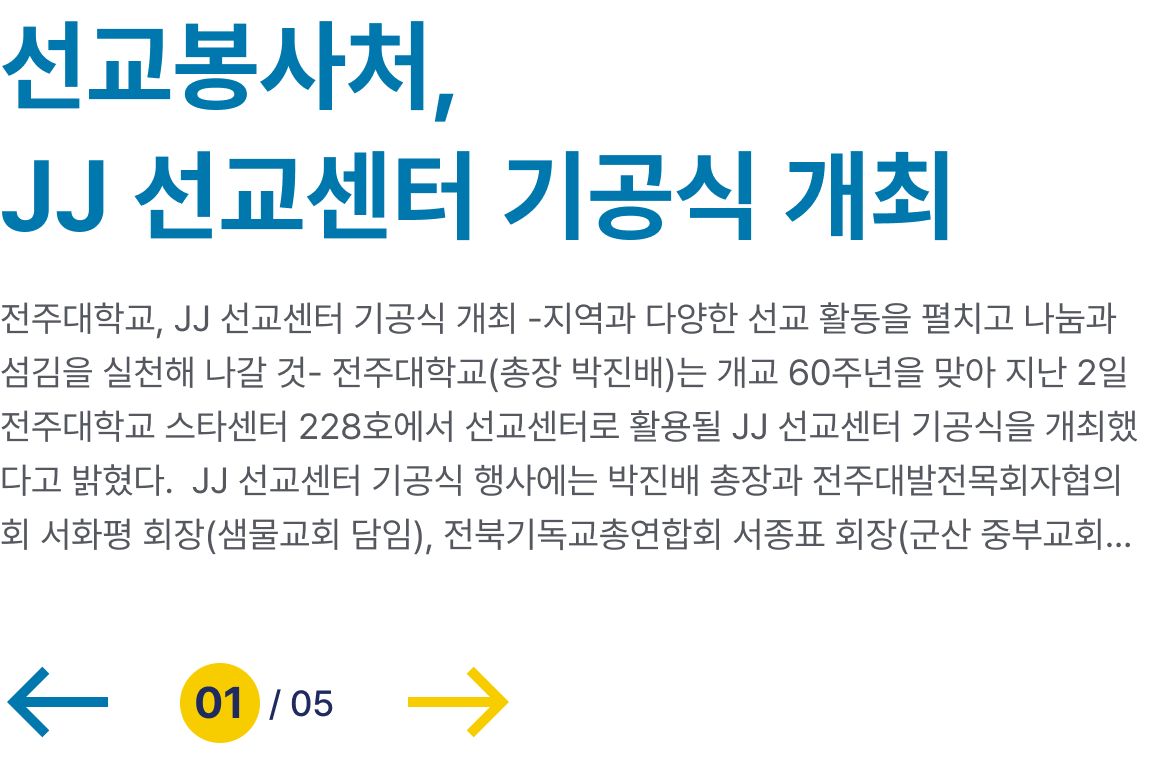 선교봉사처,
JJ 선교센터 기공식 개최
전주대학교, JJ 선교센터 기공식 개최 -지역과 다양한 선교 활동을 펼치고 나눔과
섬김을 실천해 나갈 것- 전주대학교(총장 박진배)는 개교 60주년을 맞아 지난 2일
전주대학교 스타센터 228호에서 선교센터로 활용될 JJ 선교센터 기공식을 개최했
다고 밝혔다.  JJ 선교센터 기공식 행사에는 박진배 총장과 전주대발전목회자협의
회 서화평 회장(샘물교회 담임), 전북기독교총연합회 서종표 회장(군산 중부교회...
01 / 05